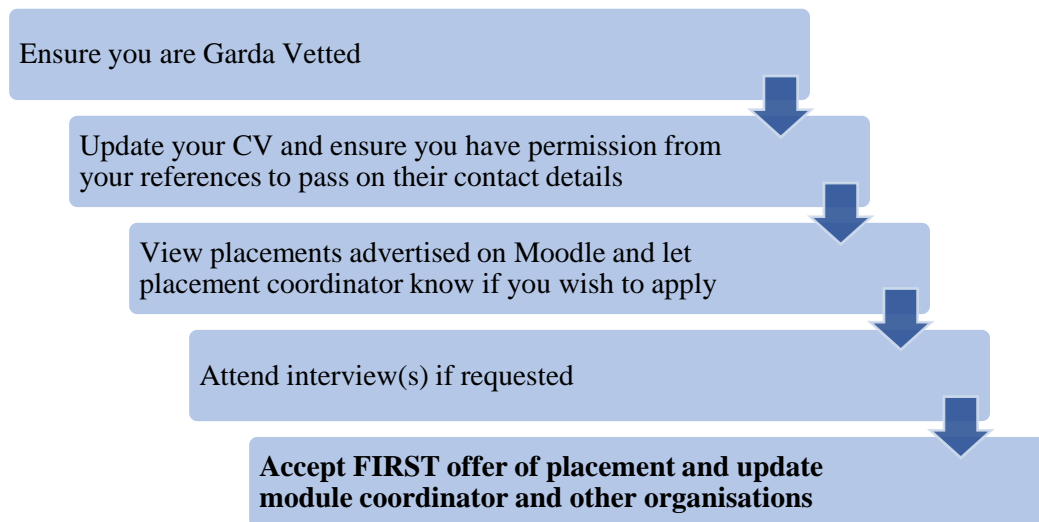 Ensure you are Garda Vetted
Update your CV and ensure you have permission from
your references to pass on their contact details
View placements advertised on Moodle and let
placement coordinator know if you wish to apply
Attend interview(s) if requested
Accept FIRST offer of placement and update
module coordinator and other organisations